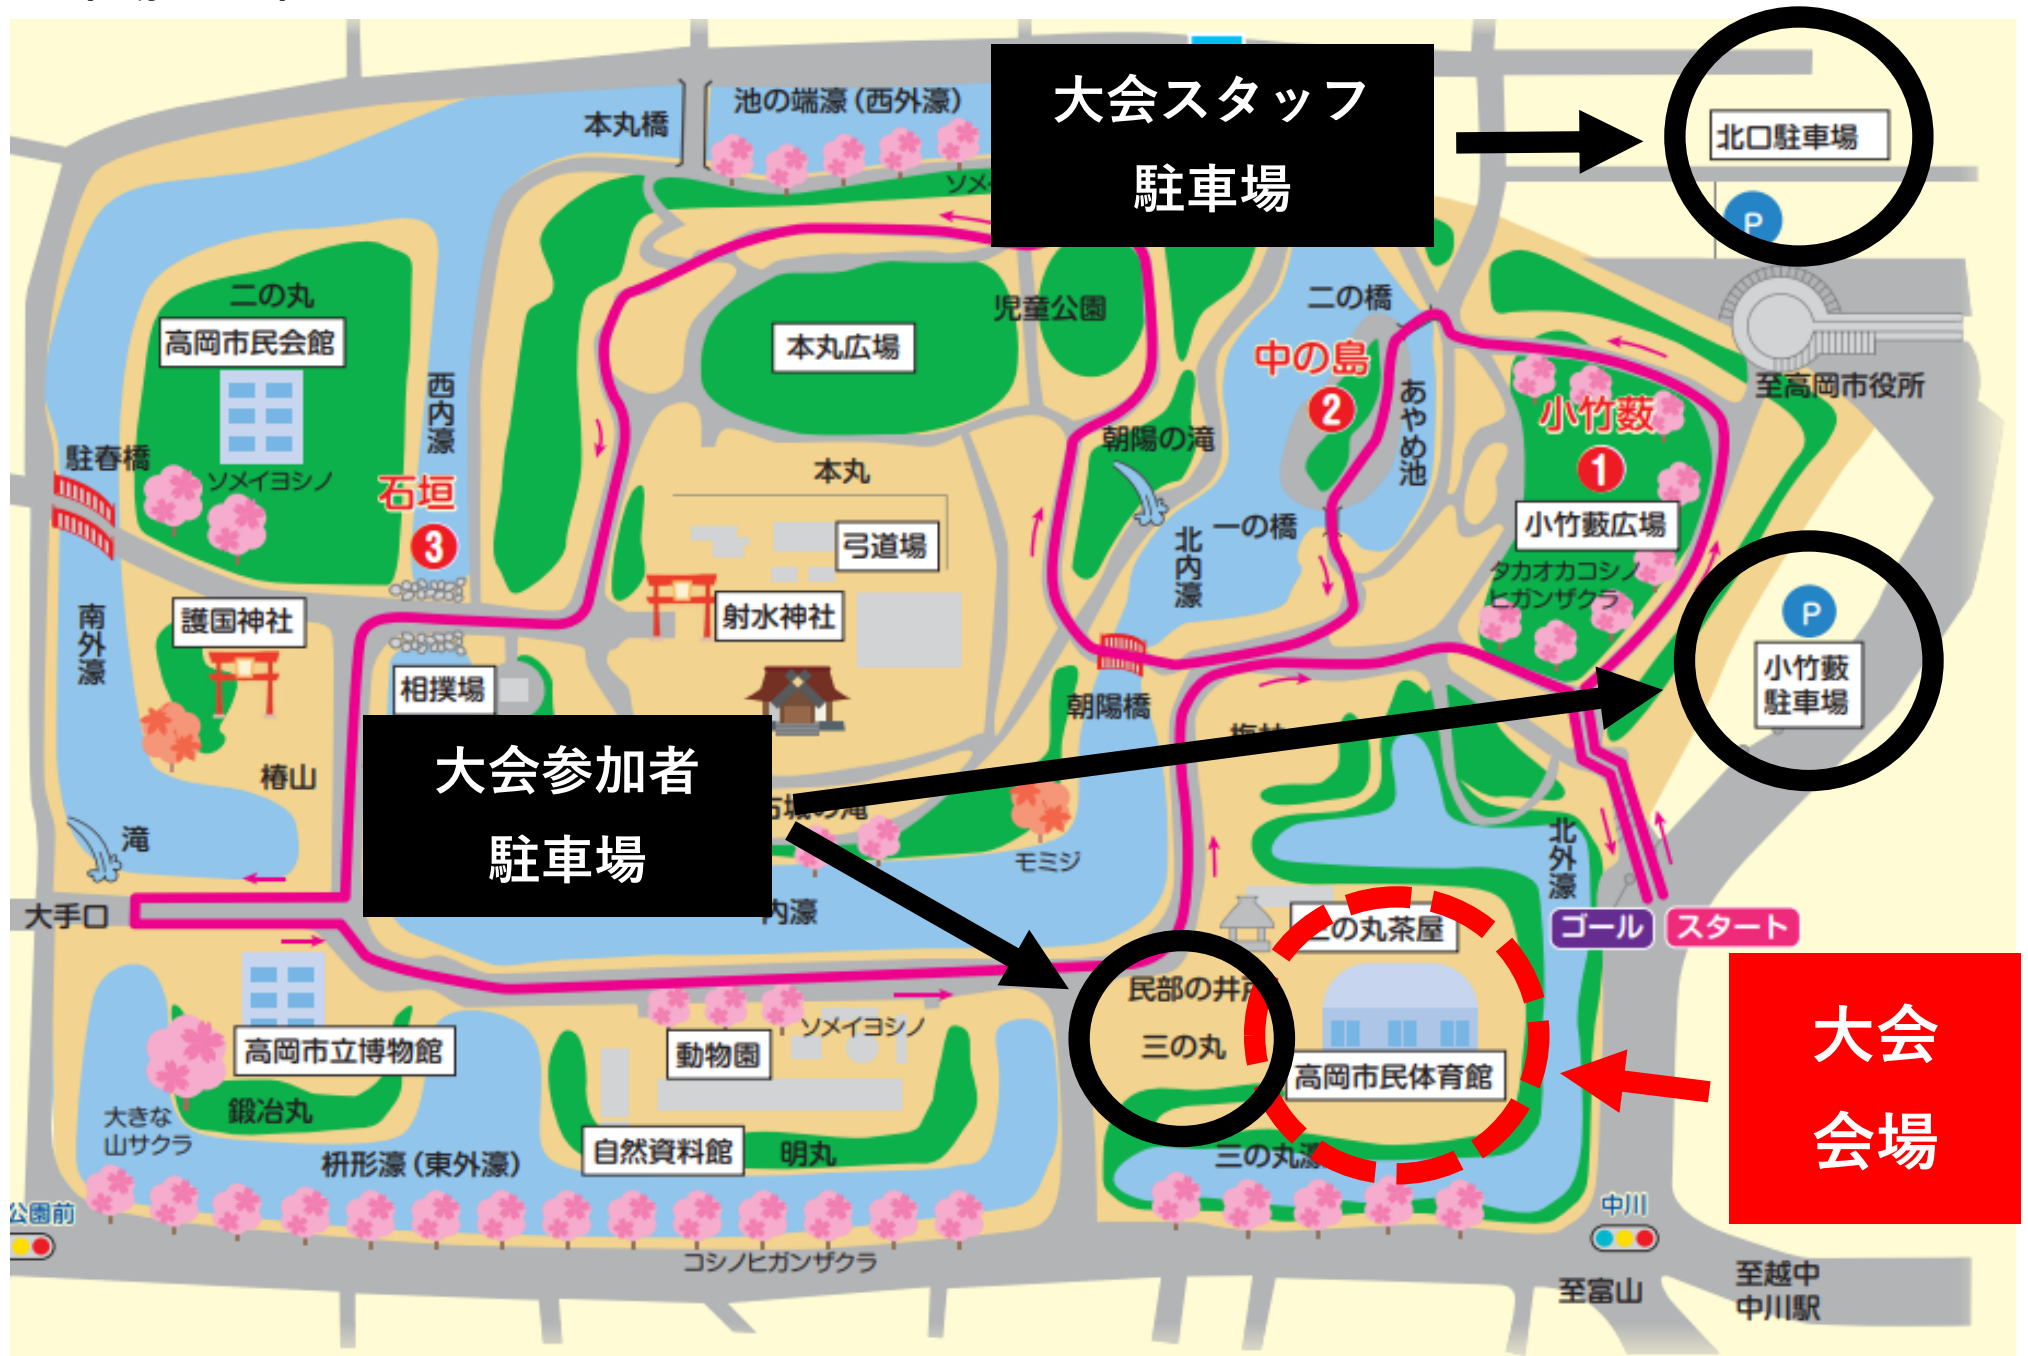 大会スタッフ
駐車場
北口駐車場
P
池の端濠（西外濠）
本丸橋
ソメイ
二の丸
高岡市民会館
児童公園
二の橋
本丸広場
中の島
2
至高岡市役所
西内濠
あやめ池
小竹藪
1
朝陽の滝
駐春橋
ソメイヨシノ
本丸
石垣
3
一の橋
小竹藪広場
弓道場
北内濠
タカオカコシノ
ヒガンザクラ
南外濠
護国神社
射水神社
P
小竹藪
駐車場
相撲場
朝陽橋
大会参加者
駐車場
椿山
滝
モミジ
北外濠
大手口
内濠
三の丸茶屋
ゴール
スタート
民部の井戸
ソメイヨシノ
大会
会場
高岡市立博物館
動物園
三の丸
高岡市民体育館
大きな
山サクラ
鍛冶丸
枡形濠（東外濠）
自然資料館
明丸
三の丸濠
公園前
中川
コシノヒガンザクラ
至富山
至越中
中川駅